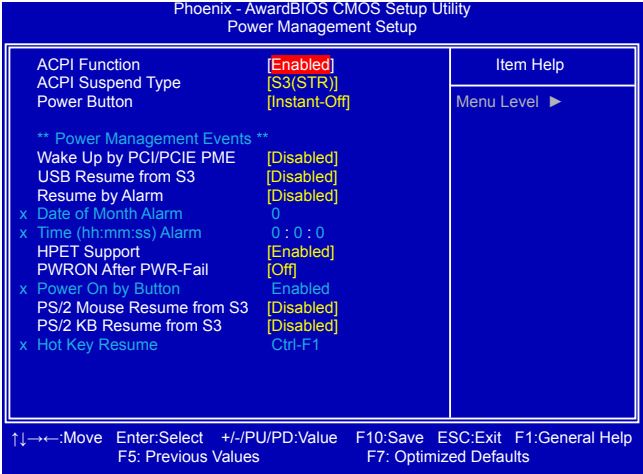 Phoenix - AwardBIOS CMOS Setup Utility
Power Management Setup
ACPI Function [Enabled]
ACPI Suspend Type [S3(STR)]
Power Button [Instant-Off]
** Power Management Events **
Wake Up by PCI/PCIE PME [Disabled]
USB Resume from S3 [Disabled]
Resume by Alarm [Disabled]
x Date of Month Alarm 0
x Time (hh:mm:ss) Alarm 0 : 0 : 0
HPET Support [Enabled]
PWRON After PWR-Fail [Off]
x Power On by Button Enabled
PS/2 Mouse Resume from S3 [Disabled]
PS/2 KB Resume from S3 [Disabled]
x Hot Key Resume Ctrl-F1
Item Help
Menu Level ►
↑↓→←:Move Enter:Select +/-/PU/PD:Value F10:Save ESC:Exit F1:General Help
F5: Previous Values F7: Optimized Defaults